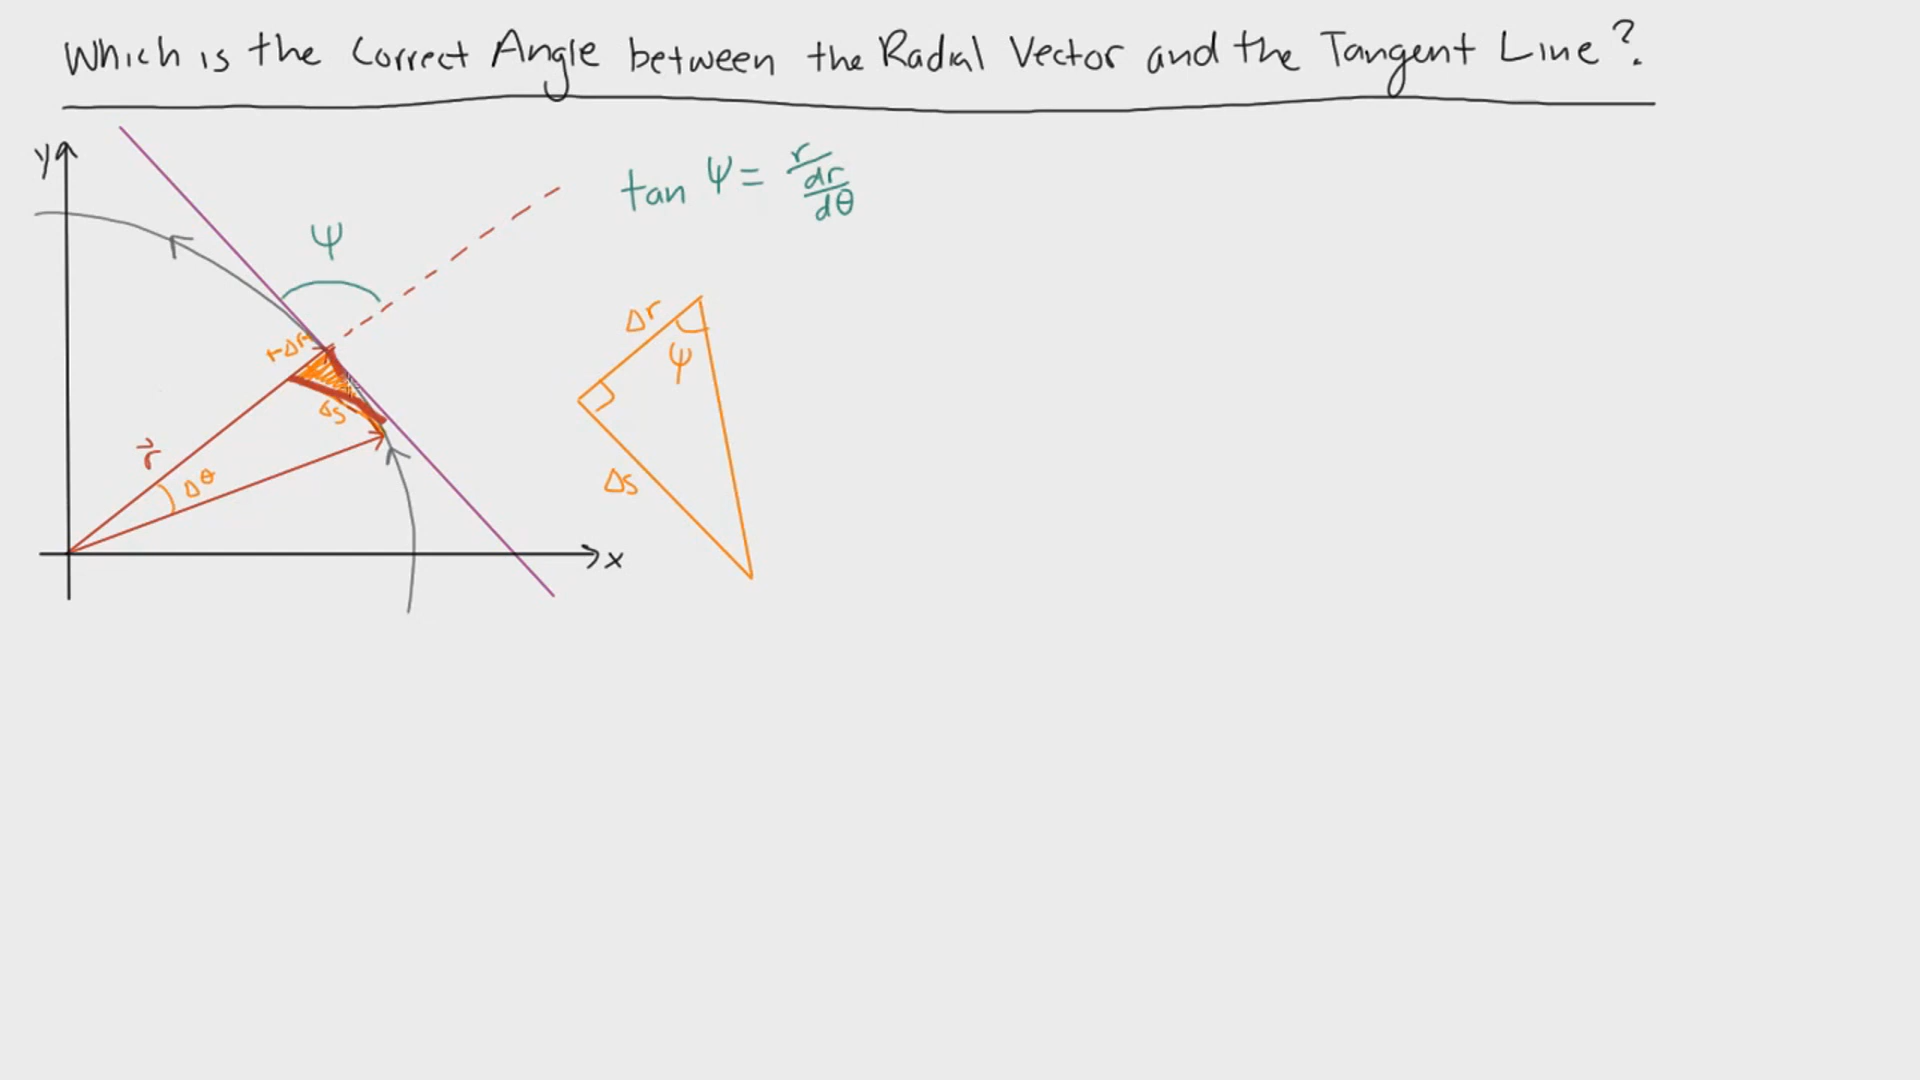 Which is the Correct Angle between the Radial Vector and the Tangent Line?
y
tan Ψ = r/(dr/dθ)
Ψ
Δr
Ψ
Δs
r⃗
Δθ
Δs
x